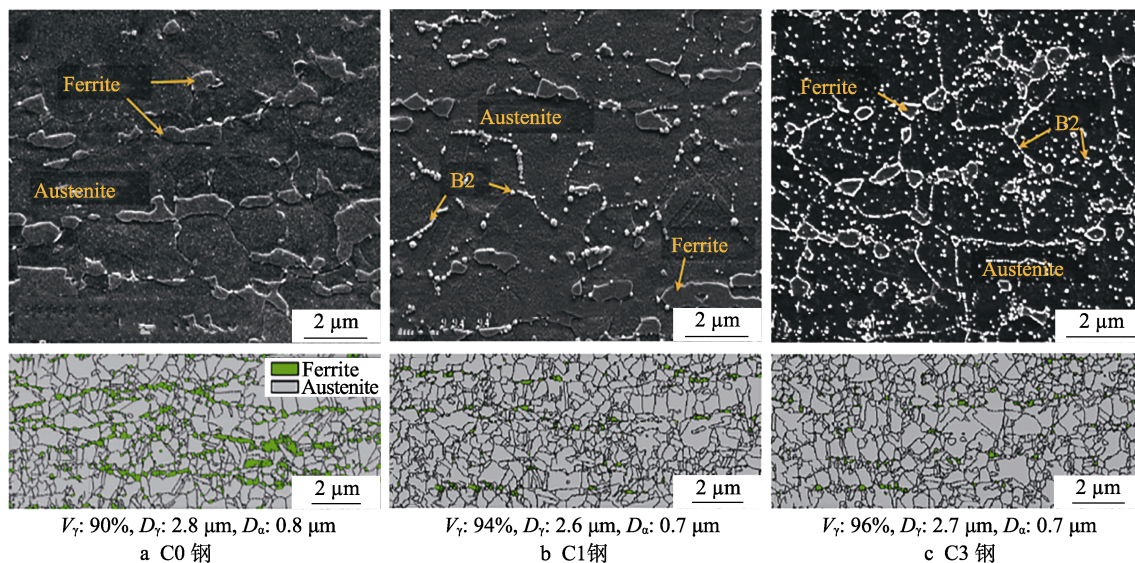 Ferrite
Austenite
2 μm
Austenite
B2
Ferrite
2 μm
Ferrite
B2
Austenite
2 μm
Ferrite
Austenite
2 μm
2 μm
2 μm
Vγ: 90%, Dγ: 2.8 μm, Dα: 0.8 μm
a C0 钢
Vγ: 94%, Dγ: 2.6 μm, Dα: 0.7 μm
b C1钢
Vγ: 96%, Dγ: 2.7 μm, Dα: 0.7 μm
c C3 钢